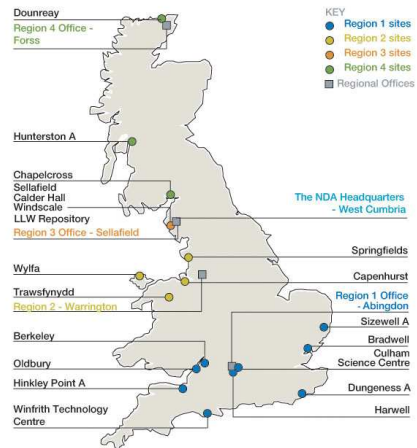 Dounreay
Region 4 Office -
Forss
Hunterston A
Chapelcross
Sellafield
Calder Hall
Windscale
LLW Repository
Region 3 Office - Sellafield
Wylfa
Trawsfynydd
Region 2 - Warrington
Berkeley
Oldbury
Hinkley Point A
Winfrith Technology
Centre
KEY
Region 1 sites
Region 2 sites
Region 3 sites
Region 4 sites
Regional Offices
The NDA Headquarters
- West Cumbria
Springfields
Capenhurst
Region 1 Office
- Abingdon
Sizewell A
Bradwell
Culham
Science Centre
Dungeness A
Harwell